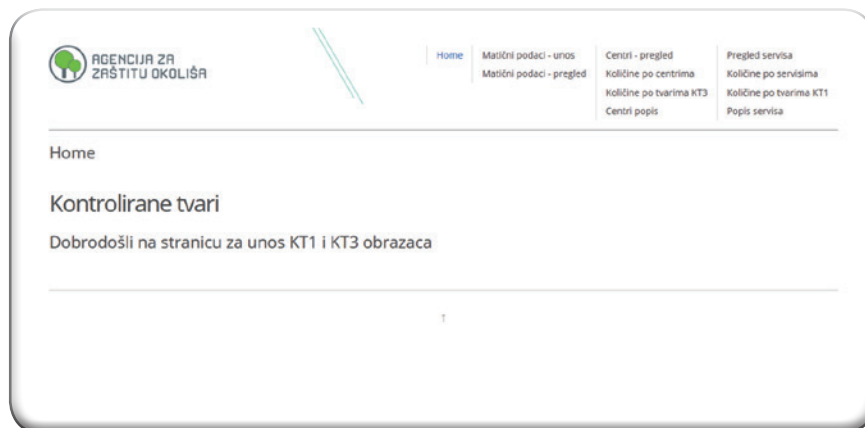 AGENCIJA ZA
ZAŠTITU OKOLIŠA
Home
Matični podaci - unos
Matični podaci - pregled
Centri - pregled
Količine po centrima
Količine po tvarima KT3
Centri popis
Pregled servisa
Količine po servisima
Količine po tvarima KT1
Popis servisa
Home
Kontrolirane tvari
Dobrodošli na stranicu za unos KT1 i KT3 obrazaca
↑